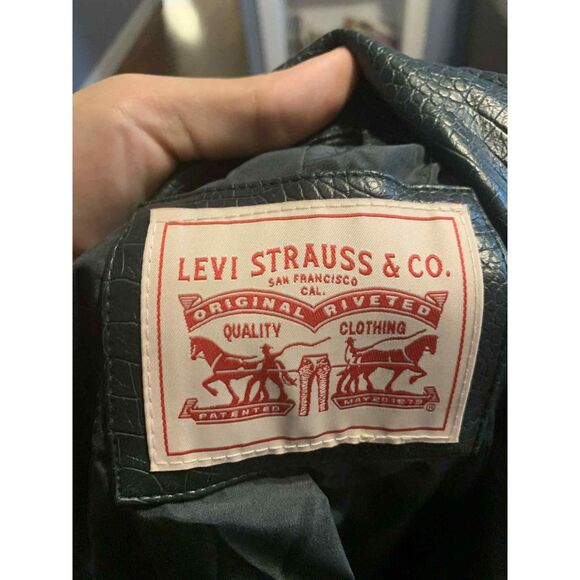 LEVI STRAUSS & CO.
SAN FRANCISCO
CAL.
ORIGINAL RIVETED
QUALITY CLOTHING
PATENTED MAY 20 1873
®